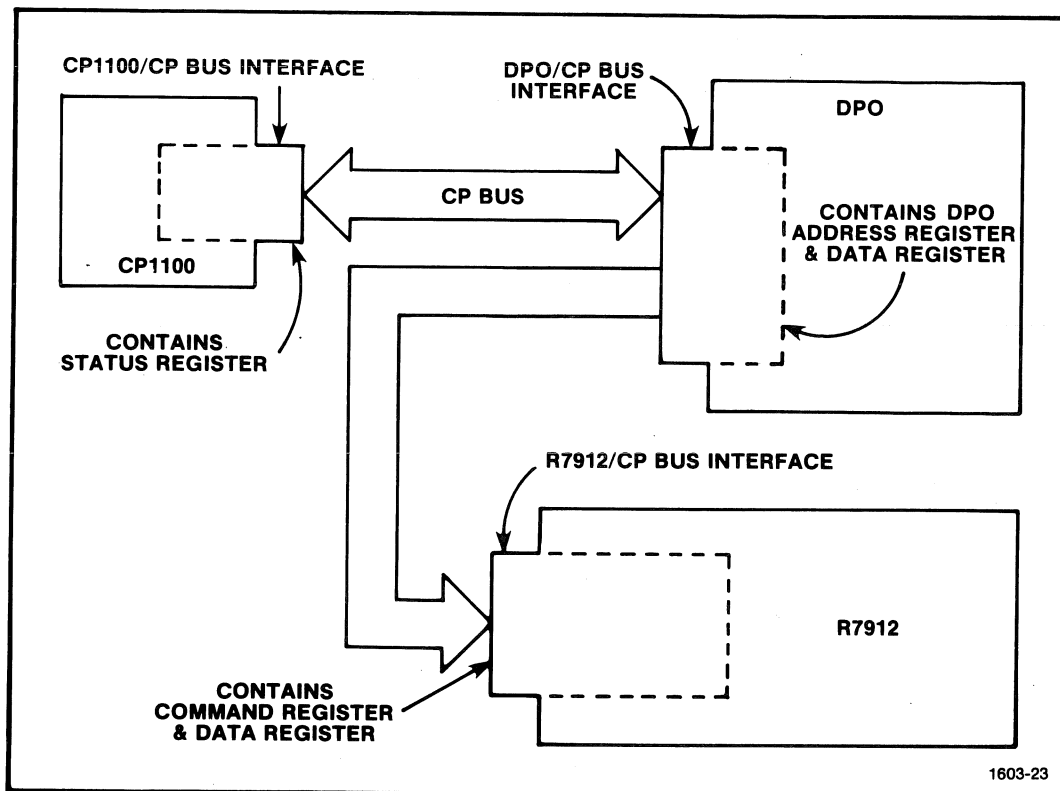 CP1100/CP BUS INTERFACE
DPO/CP BUS
INTERFACE
DPO
CP BUS
CONTAINS DPO
ADDRESS REGISTER
& DATA REGISTER
CP1100
CONTAINS
STATUS REGISTER
R7912/CP BUS INTERFACE
R7912
CONTAINS
COMMAND REGISTER
& DATA REGISTER
1603-23